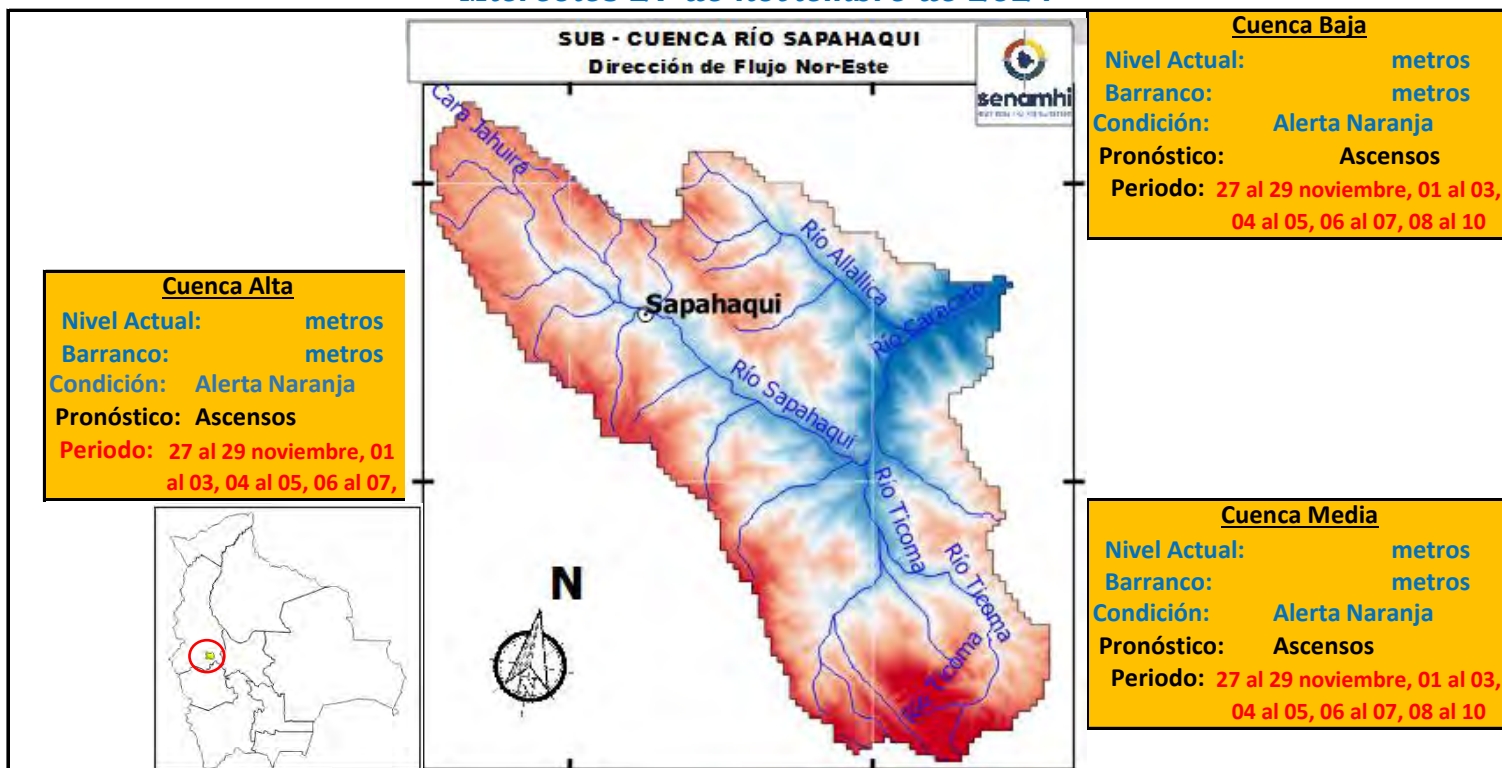 SUB - CUENCA RÍO SAPAHAQUI
Dirección de Flujo Nor-Este
senamhi
Cuenca Baja
Nivel Actual: metros
Barranco: metros
Condición: Alerta Naranja
Pronóstico: Ascensos
Periodo: 27 al 29 noviembre, 01 al 03,
04 al 05, 06 al 07, 08 al 10
Cuenca Alta
Nivel Actual: metros
Barranco: metros
Condición: Alerta Naranja
Pronóstico: Ascensos
Periodo: 27 al 29 noviembre, 01
al 03, 04 al 05, 06 al 07,
Cara Jahuira
Río Allallica
Sapahaqui
Río Caracato
Río Sapahaqui
Río Ticoma
Río Ticoma
Río Ticoma
N
Cuenca Media
Nivel Actual: metros
Barranco: metros
Condición: Alerta Naranja
Pronóstico: Ascensos
Periodo: 27 al 29 noviembre, 01 al 03,
04 al 05, 06 al 07, 08 al 10